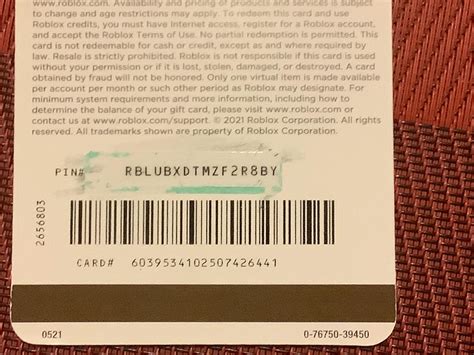 www.roblox.com. Availability and pricing of products and services is subject
to change and age restrictions may apply. To redeem this card and use
Roblox credits, you must have Internet access, register for a Roblox account,
and accept the Roblox Terms of Use. No partial redemption is permitted. This
card is not redeemable for cash or credit, except as and where required by
law. Resale is strictly prohibited. Roblox is not responsible if this card is used
without your permission or if it is lost, stolen, damaged, or destroyed. A card
obtained by fraud will not be honored. Only one virtual item is made available
per account per month or such other period as Roblox may designate. For
minimum system requirements and more information, including how to
determine the balance of your gift card, please visit www.roblox.com or
contact us at www.roblox.com/support. © 2021 Roblox Corporation. All rights
reserved. All trademarks shown are property of Roblox Corporation.
PIN# RBLUBXDTMZF2R8BY
2656803
CARD# 6039534102507426441
0521 0-76750-39450